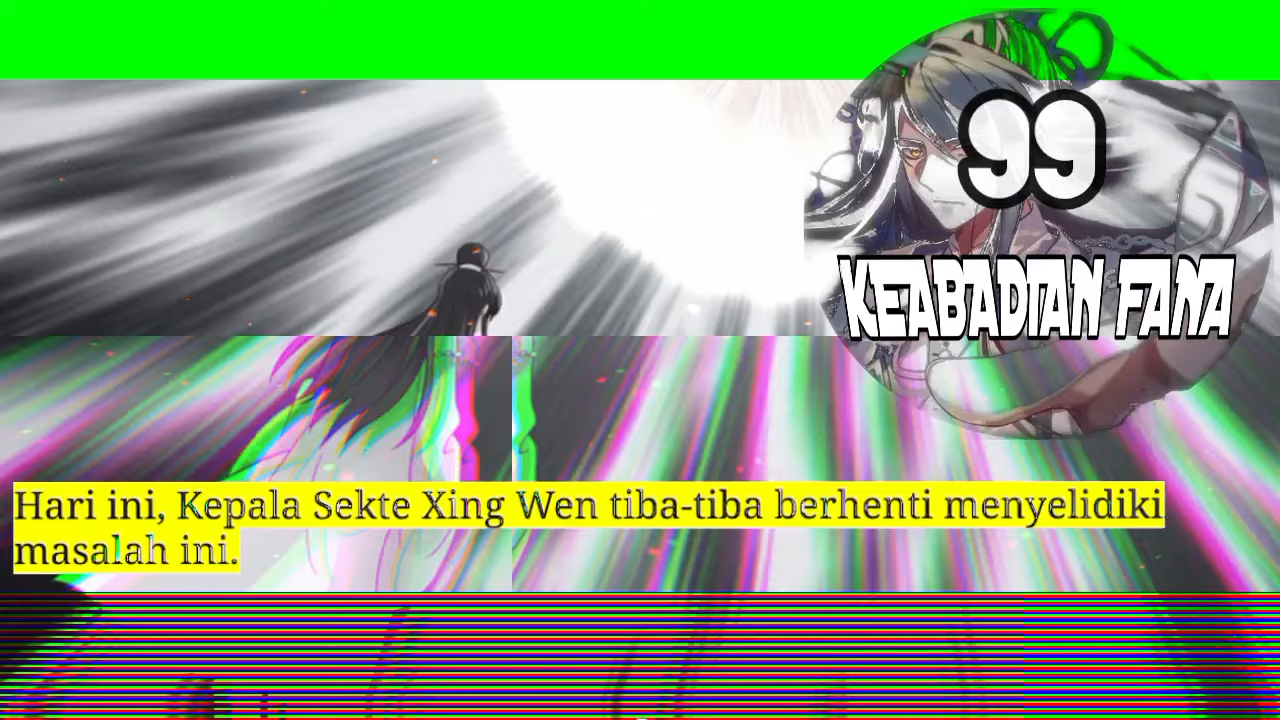 99
KEABADIAN FANA
Hari ini, Kepala Sekte Xing Wen tiba-tiba berhenti menyelidiki
masalah ini.